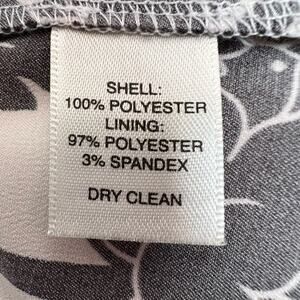 SHELL:
100% POLYESTER
LINING:
97% POLYESTER
3% SPANDEX
DRY CLEAN